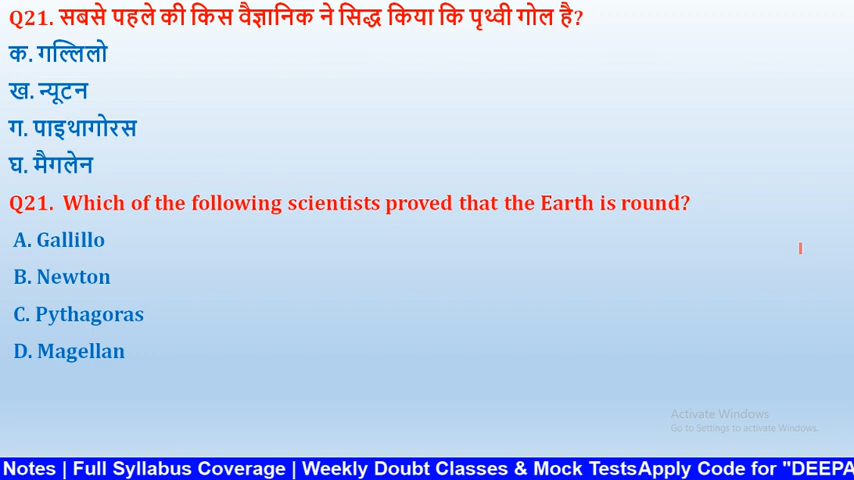 Q21. सबसे पहले की किस वैज्ञानिक ने सिद्ध किया कि पृथ्वी गोल है?
क. गल्लिलो
ख. न्यूटन
ग. पाइथागोरस
घ. मैगलेन
Q21. Which of the following scientists proved that the Earth is round?
A. Gallillo
B. Newton
C. Pythagoras
D. Magellan
Activate Windows
Go to Settings to activate Windows.
Notes | Full Syllabus Coverage | Weekly Doubt Classes & Mock TestsApply Code for "DEEPA